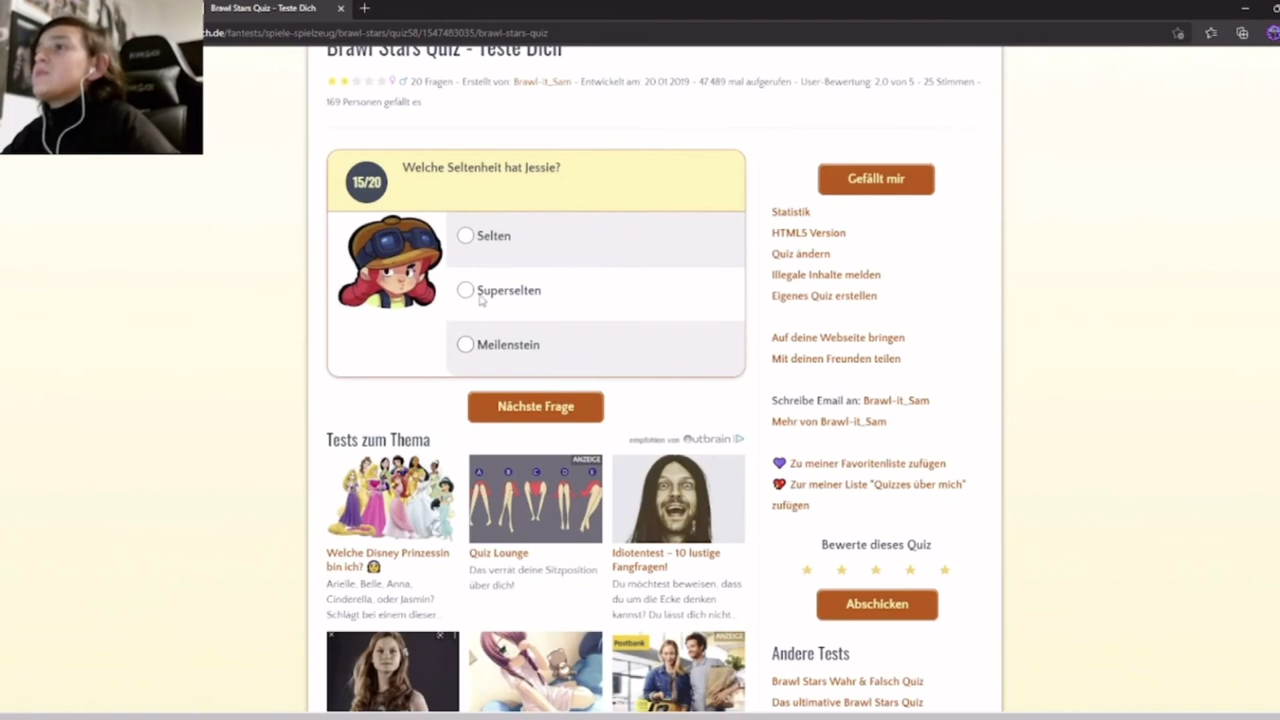 Brawl Stars Quiz - Teste Dich
ch.de/fantests/spiele-spielzeug/brawl-stars/quiz58/1547483035/brawl-stars-quiz
Brawl Stars Quiz - Teste Dich
20 Fragen - Erstellt von: Brawl-it_Sam - Entwickelt am: 20.01.2019 - 47.489 mal aufgerufen - User-Bewertung: 2,0 von 5 - 25 Stimmen -
169 Personen gefällt es
15/20
Welche Seltenheit hat Jessie?
Selten
Superselten
Meilenstein
Nächste Frage
Gefällt mir
Statistik
HTML5 Version
Quiz ändern
Illegale Inhalte melden
Eigenes Quiz erstellen
Auf deine Webseite bringen
Mit deinen Freunden teilen
Schreibe Email an: Brawl-it_Sam
Mehr von Brawl-it_Sam
Zu meiner Favoritenliste zufügen
Zur meiner Liste "Quizzes über mich"
zufügen
Bewerte dieses Quiz
Abschicken
Andere Tests
Brawl Stars Wahr & Falsch Quiz
Das ultimative Brawl Stars Quiz
Tests zum Thema
empfohlen von Outbrain
ANZEIGE
A B C D E
Welche Disney Prinzessin
bin ich?
Arielle, Belle, Anna,
Cinderella, oder Jasmin?
Schlägt bei einem dieser...
Quiz Lounge
Das verrät deine Sitzposition
über dich!
Idiotentest – 10 lustige
Fangfragen!
Du möchtest beweisen, dass
du um die Ecke denken
kannst? Du lässt dich nicht...
Postbank
ANZEIGE